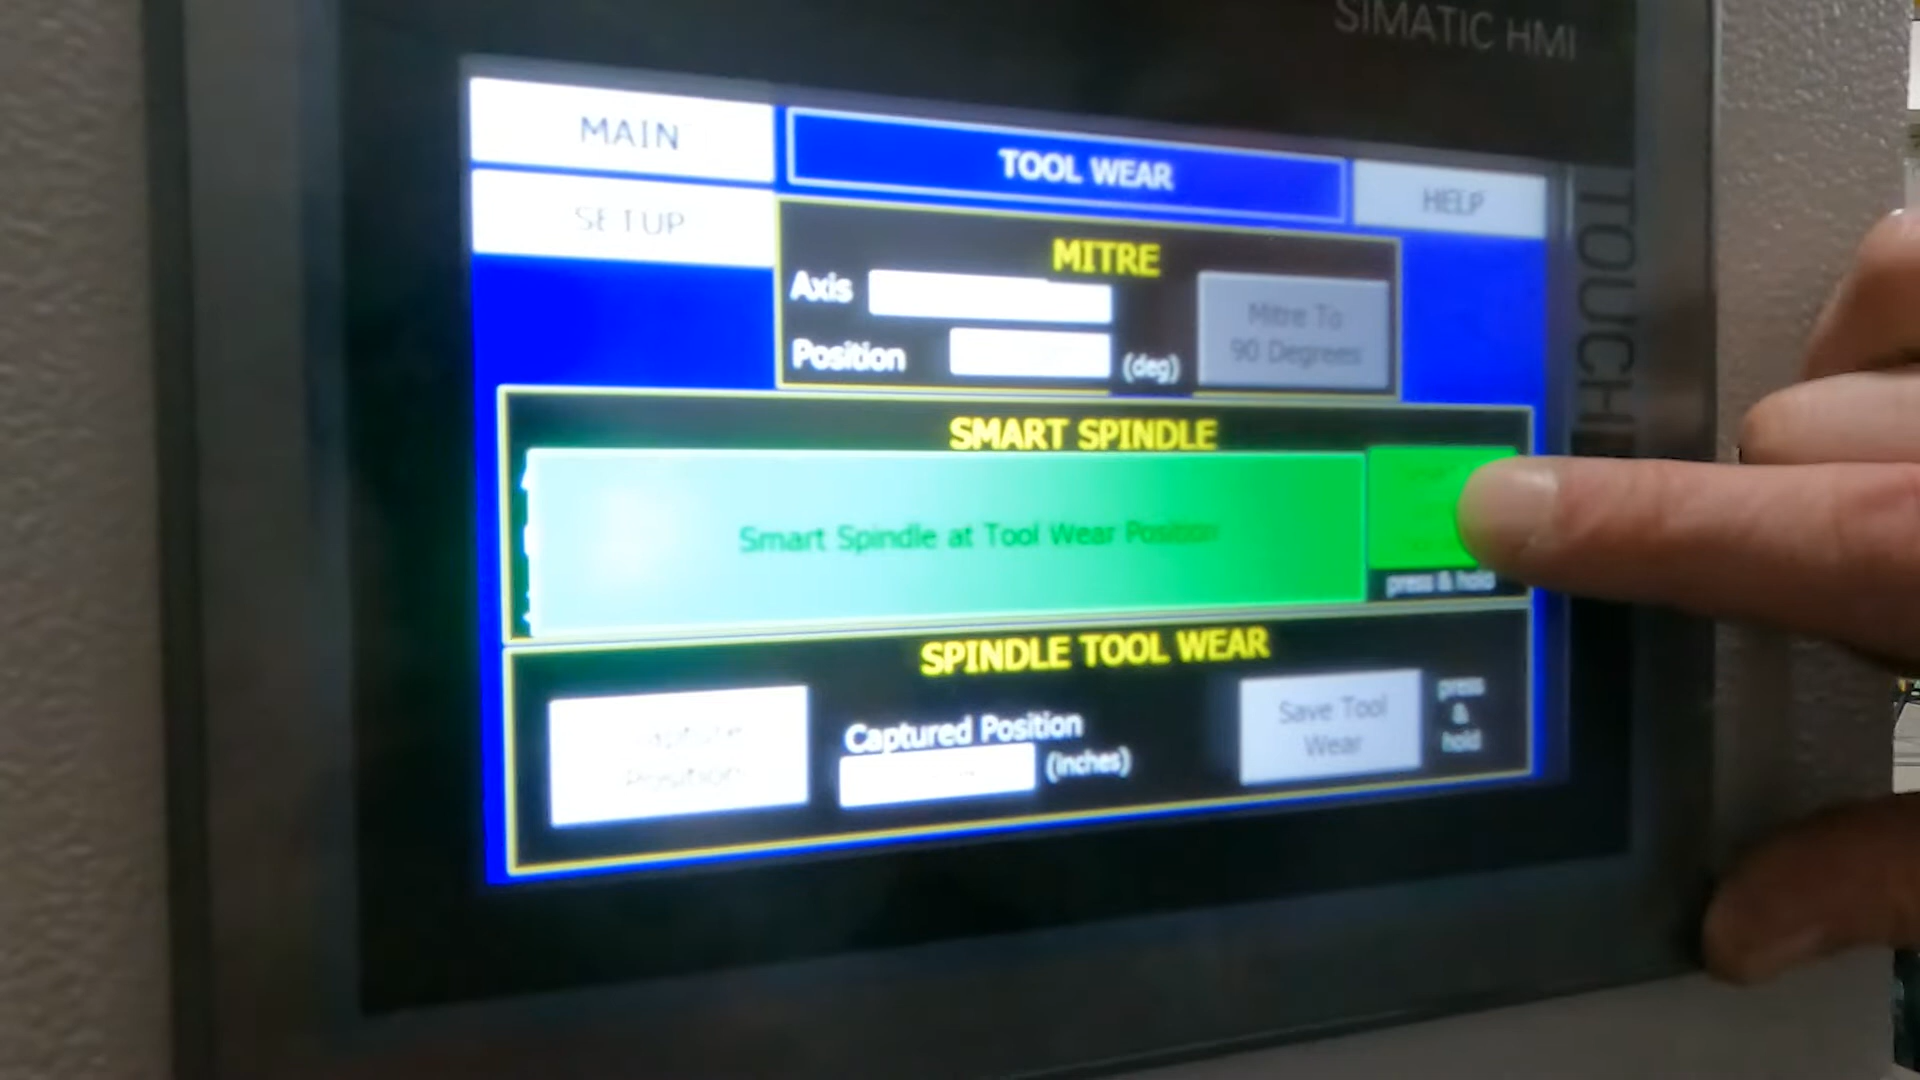 SIMATIC HMI
TOUCH
MAIN
TOOL WEAR
HELP
SETUP
MITRE
Axis
Mitre To
90 Degrees
Position
(deg)
SMART SPINDLE
Smart Spindle at Tool Wear Position
press & hold
SPINDLE TOOL WEAR
Position
Captured Position
(inches)
Save Tool
Wear
press
&
hold